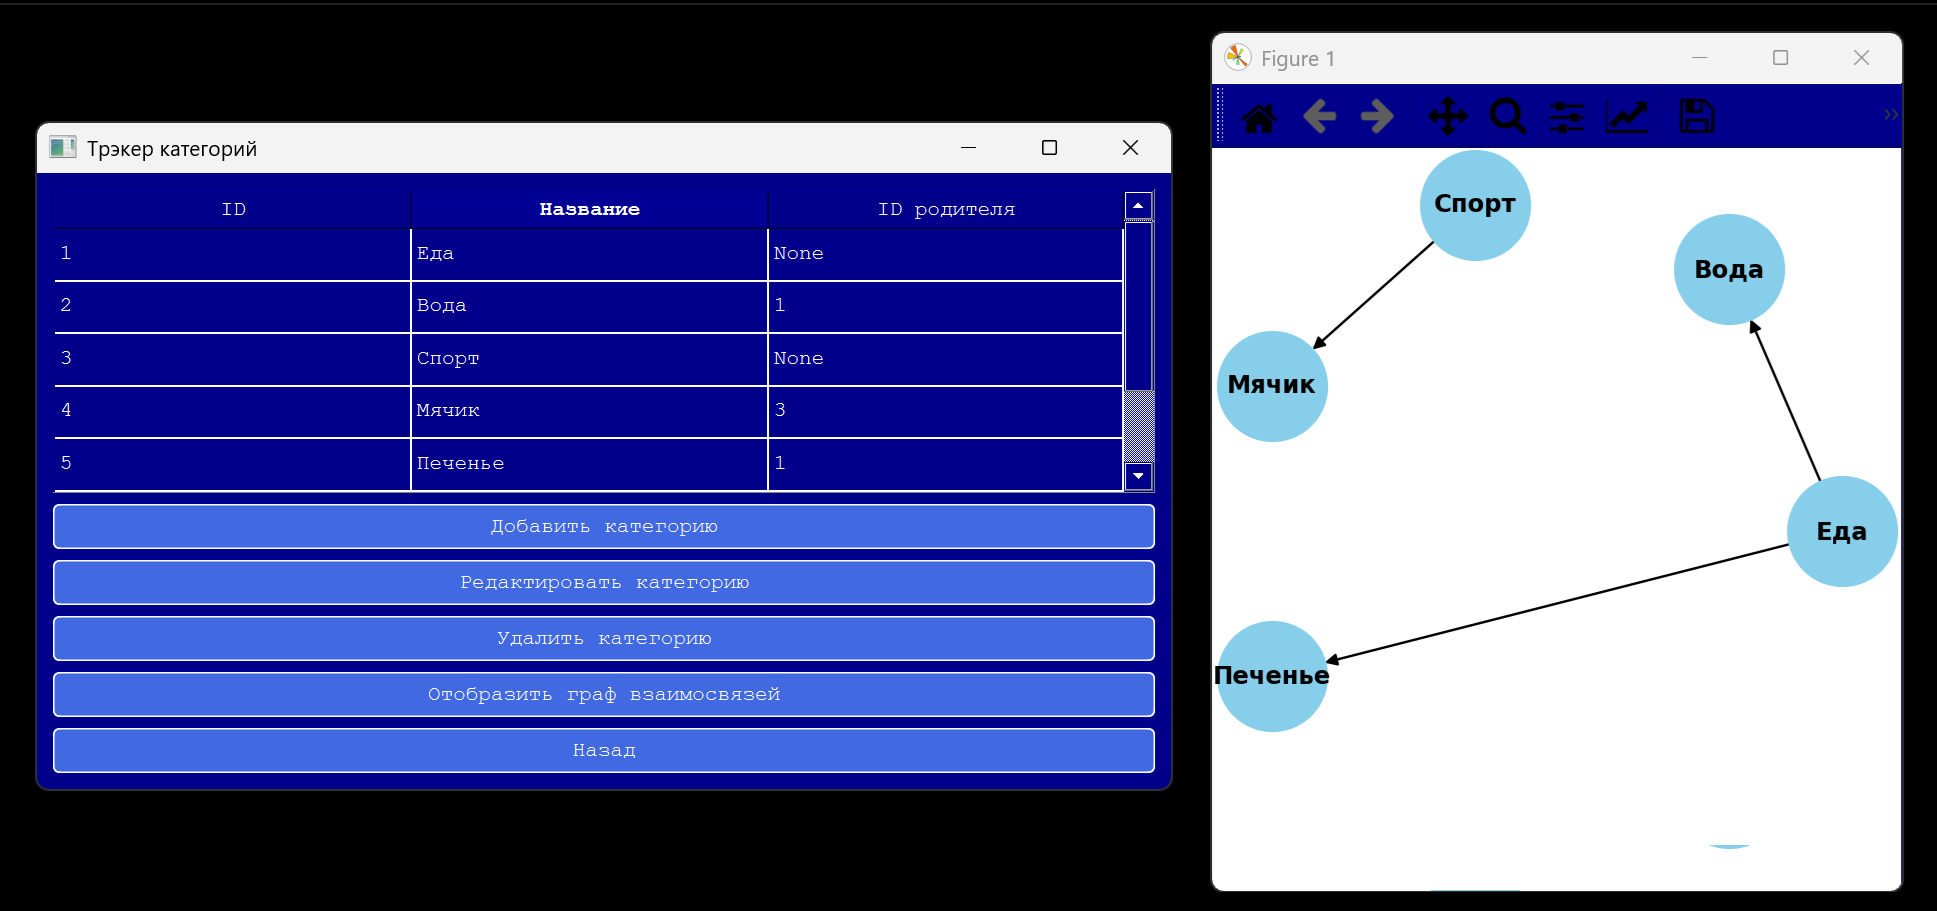 Трэкер категорий
ID Название ID родителя
1 Еда None
2 Вода 1
3 Спорт None
4 Мячик 3
5 Печенье 1
Добавить категорию
Редактировать категорию
Удалить категорию
Отобразить граф взаимосвязей
Назад
Figure 1
Спорт
Вода
Мячик
Еда
Печенье